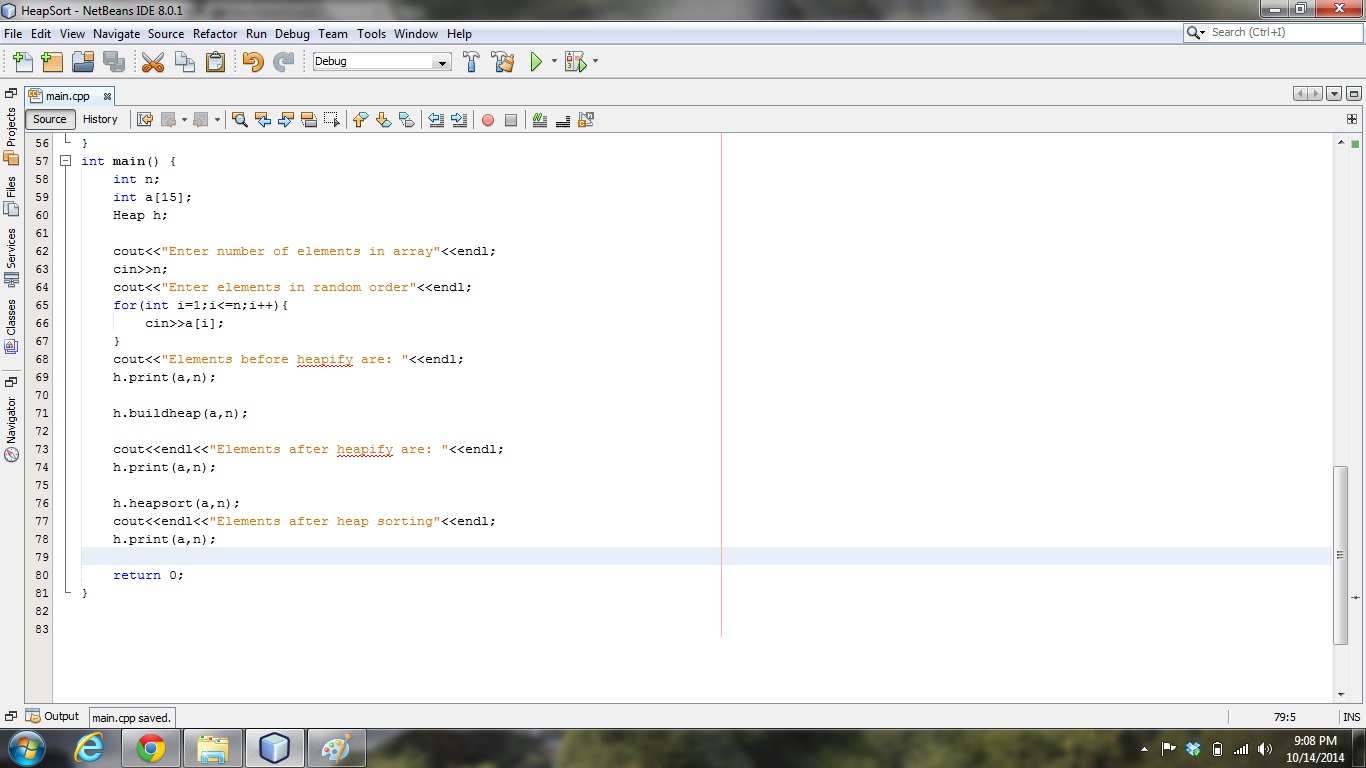 HeapSort - NetBeans IDE 8.0.1
File Edit View Navigate Source Refactor Run Debug Team Tools Window Help
Search (Ctrl+I)
Debug
main.cpp
Source History
Projects
Files
Services
Classes
Navigator
56 }
57 int main() {
58 int n;
59 int a[15];
60 Heap h;
61
62 cout<<"Enter number of elements in array"<<endl;
63 cin>>n;
64 cout<<"Enter elements in random order"<<endl;
65 for(int i=1;i<=n;i++){
66 cin>>a[i];
67 }
68 cout<<"Elements before heapify are: "<<endl;
69 h.print(a,n);
70
71 h.buildheap(a,n);
72
73 cout<<endl<<"Elements after heapify are: "<<endl;
74 h.print(a,n);
75
76 h.heapsort(a,n);
77 cout<<endl<<"Elements after heap sorting"<<endl;
78 h.print(a,n);
79
80 return 0;
81 }
82
83
Output main.cpp saved.
79:5 INS
9:08 PM
10/14/2014